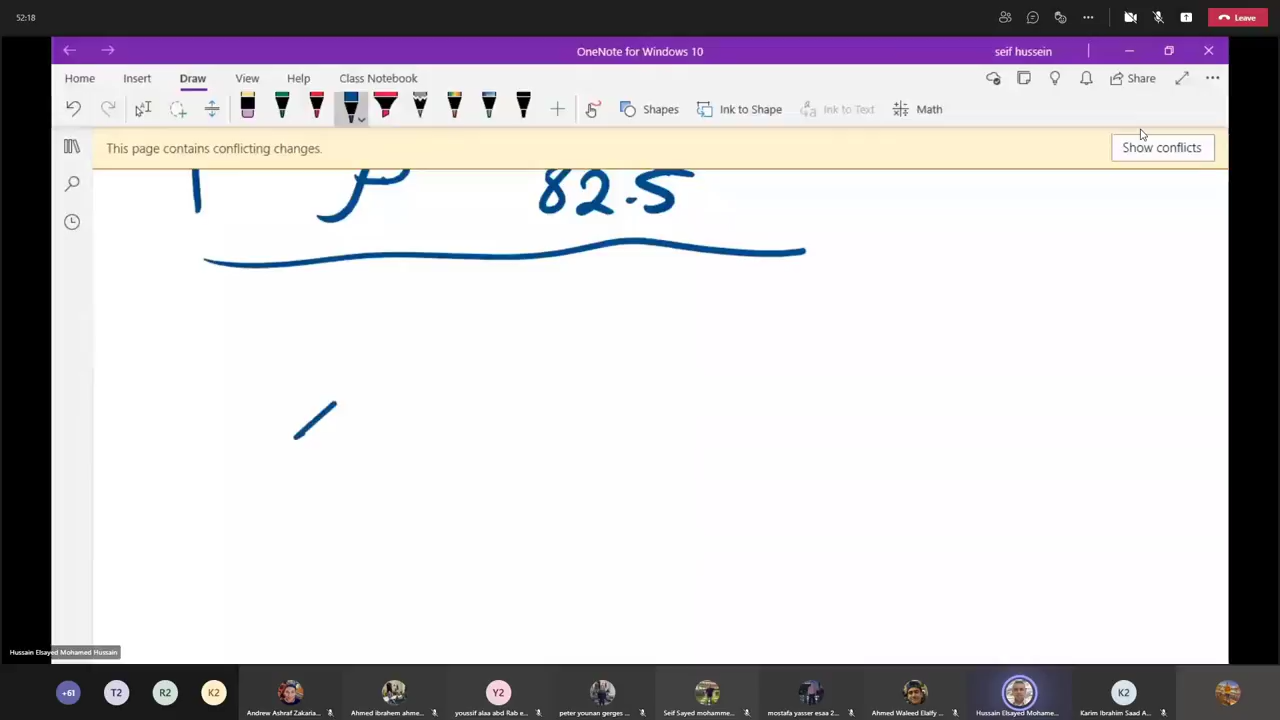 52:18
Leave
OneNote for Windows 10
seif hussein
Home Insert Draw View Help Class Notebook
Share
Shapes Ink to Shape Ink to Text Math
This page contains conflicting changes.
Show conflicts
82.5
Hussain Elsayed Mohamed Hussain
+61 T2 R2 K2 Y2 K2
Andrew Ashraf Zakaria... Ahmed ibrahem ahme... youssif alaa abd Rab e... peter younan gerges ... Seif Sayed mohamme... mostafa yasser esaa 2... Ahmed Waleed Elalfy ... Hussain Elsayed Mohame... Karim Ibrahim Saad A...